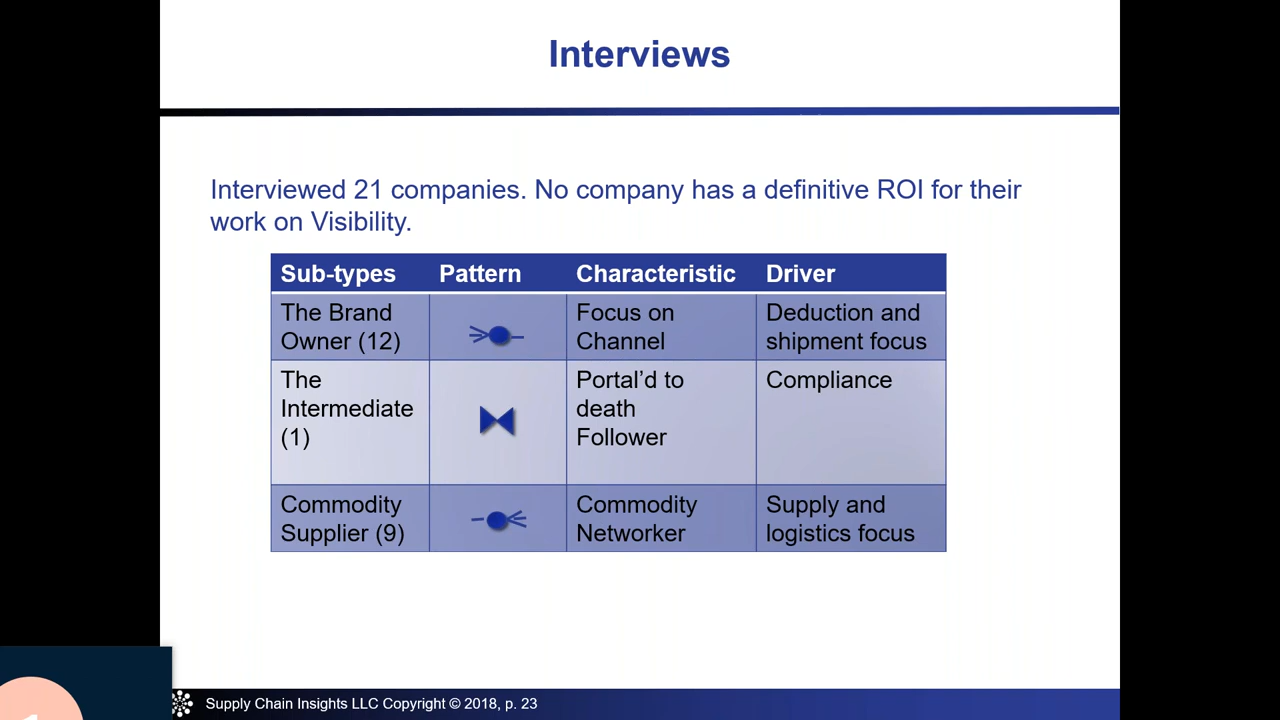 Interviews
Interviewed 21 companies. No company has a definitive ROI for their
work on Visibility.
Sub-types Pattern Characteristic Driver
The Brand
Owner (12)
Focus on
Channel
Deduction and
shipment focus
The
Intermediate
(1)
Portal’d to
death
Follower
Compliance
Commodity
Supplier (9)
Commodity
Networker
Supply and
logistics focus
Supply Chain Insights LLC Copyright © 2018, p. 23